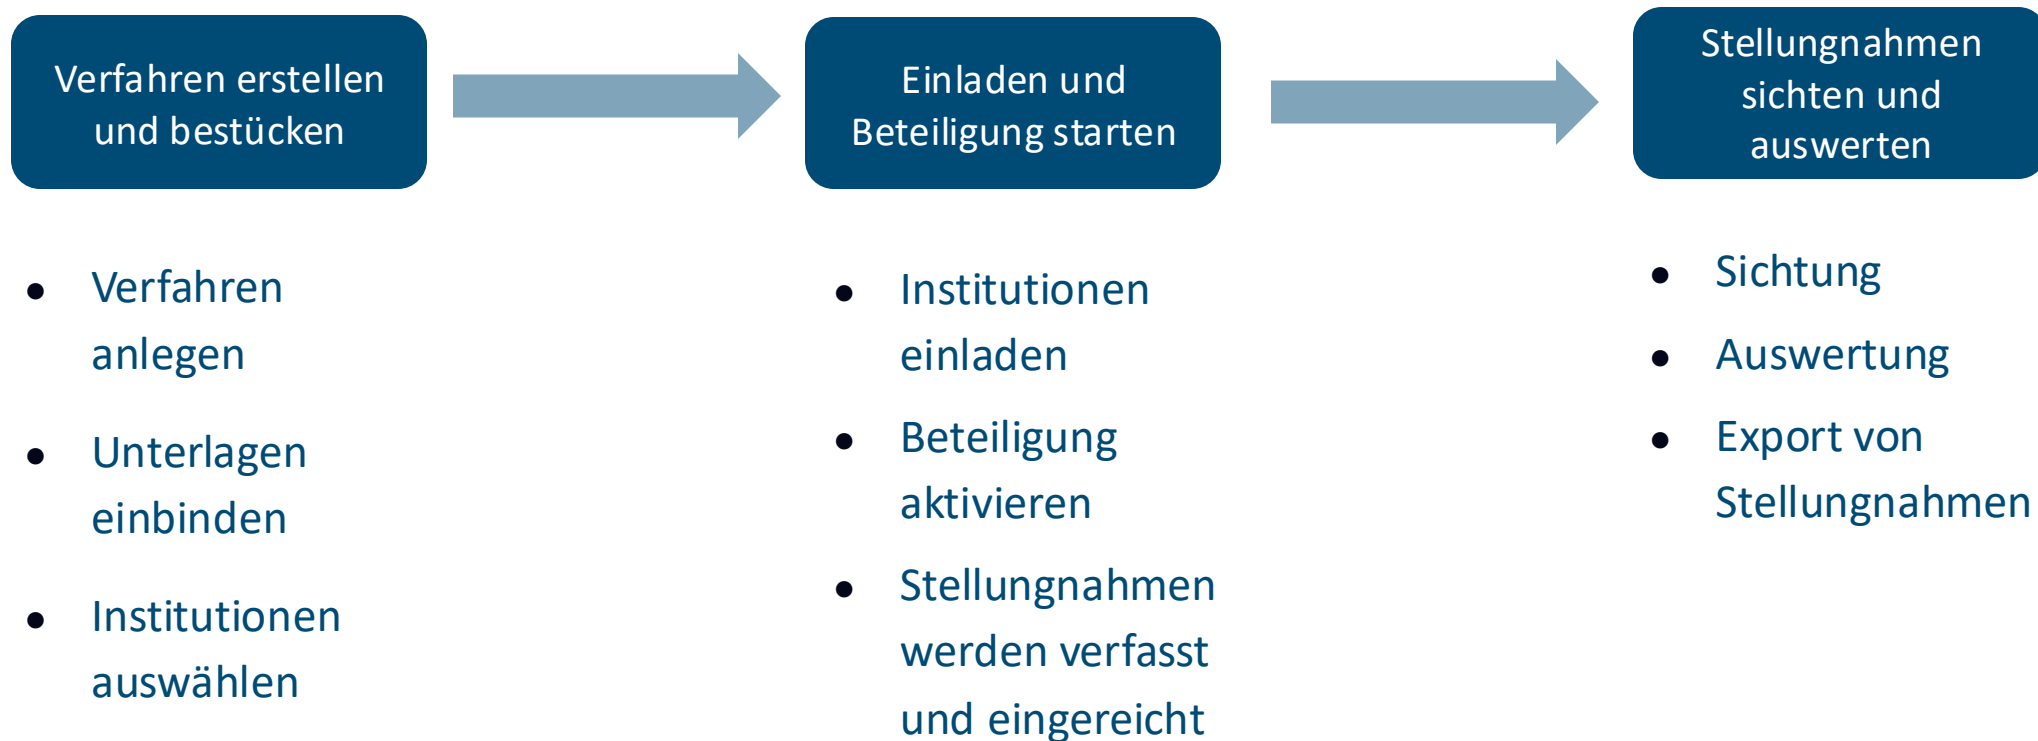 Verfahren erstellen
und bestücken
Einladen und
Beteiligung starten
Stellungnahmen
sichten und
auswerten
● Verfahren
anlegen
● Unterlagen
einbinden
● Institutionen
auswählen
● Institutionen
einladen
● Beteiligung
aktivieren
● Stellungnahmen
werden verfasst
und eingereicht
● Sichtung
● Auswertung
● Export von
Stellungnahmen